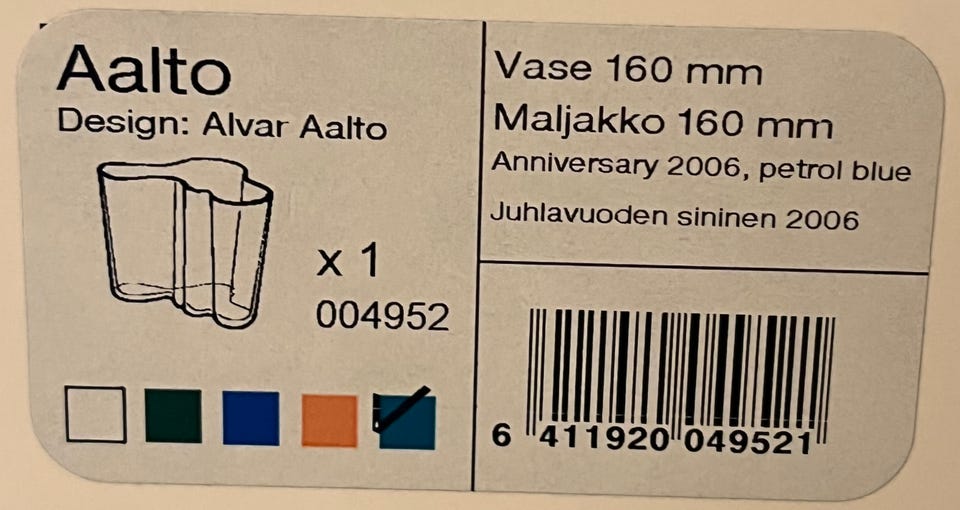 Aalto
Design: Alvar Aalto
x 1
004952
Vase 160 mm
Maljakko 160 mm
Anniversary 2006, petrol blue
Juhlavuoden sininen 2006
6 411920 049521